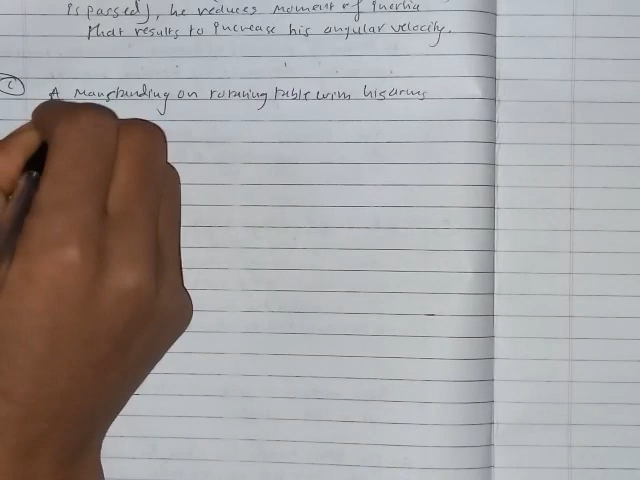 is parsed), he reduces moment of inertia
that results to increase his angular velocity.
(c) A man standing on rotating table with his arms